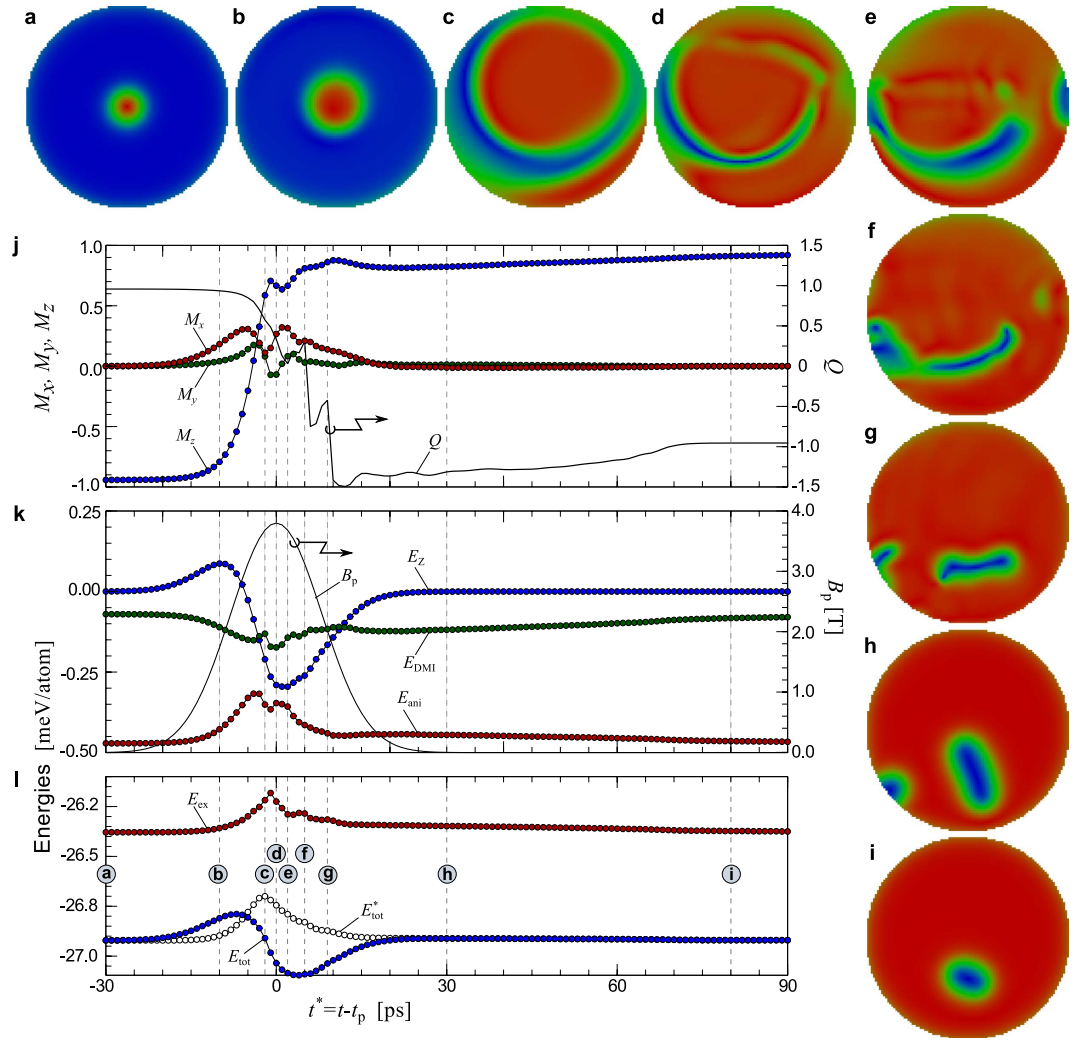 a b c d e
f
g
h
i
j
1.0
0.5
0.0
-0.5
-1.0
M_x, M_y, M_z
M_x
M_y
M_z
Q
1.5
1.0
0.5
0
-0.5
-1.0
-1.5
Q
k
0.25
0.00
-0.25
-0.50
B_p
E_Z
E_DMI
E_ani
4.0
3.0
2.0
1.0
0.0
B_p [T]
Energies [meV/atom]
l
-26.2
-26.5
-26.8
-27.0
E_ex
d f
a b c e g h i
E*_tot
E_tot
-30 0 30 60 90
t*=t-t_p [ps]